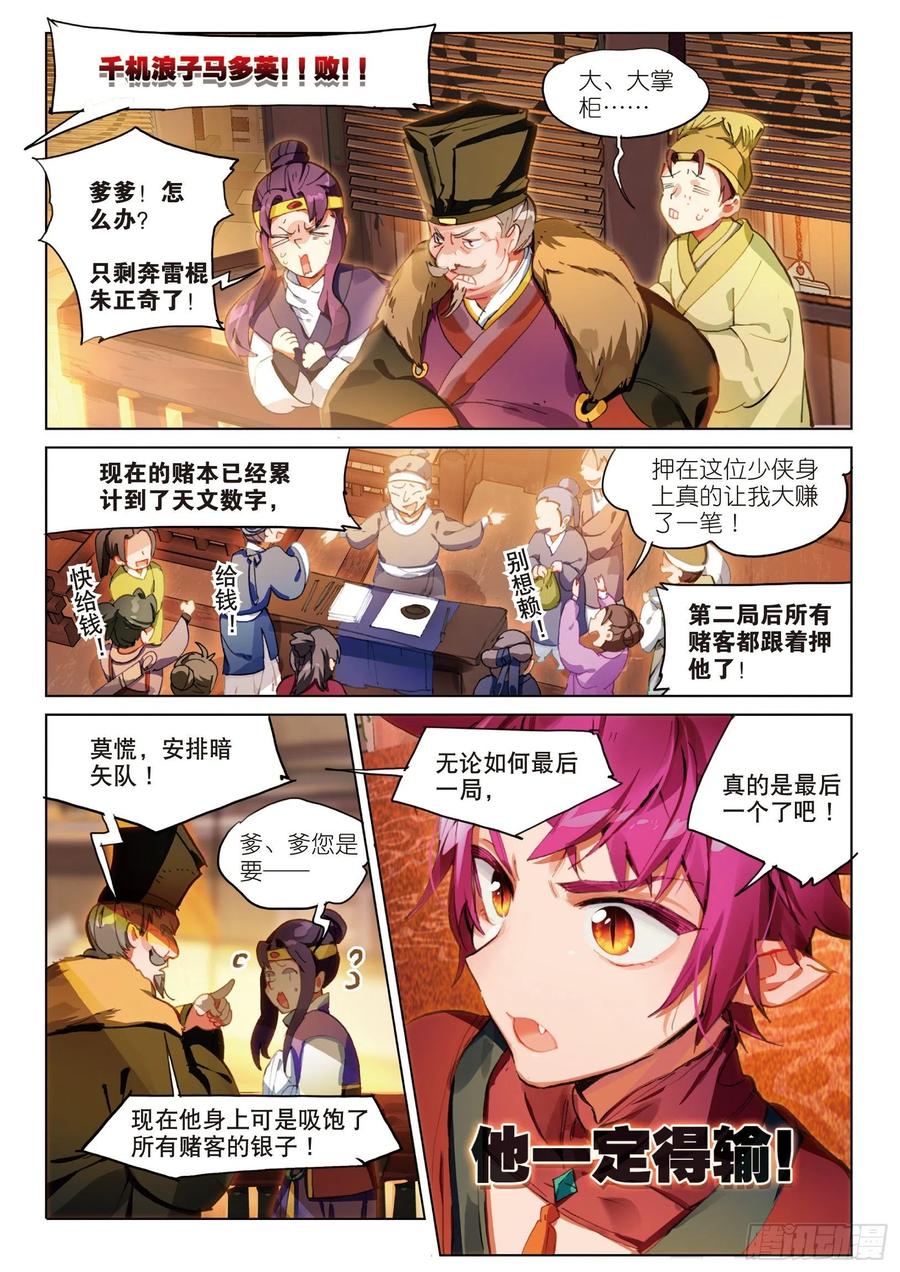 千机浪子马多英！！败！！
大、大掌
柜……
爹爹！怎
么办？
只剩奔雷棍
朱正奇了！
现在的赌本已经累
计到了天文数字，
押在这位少侠身
上真的让我大赚
了一笔！
快给钱！
给钱！
别想赖！
第二局后所有
赌客都跟着押
他了！
莫慌，安排暗
矢队！
爹、爹您是
要——
现在他身上可是吸饱了
所有赌客的银子！
无论如何最后
一局，
真的是最后
一个了吧！
他一定得输！
腾讯动漫